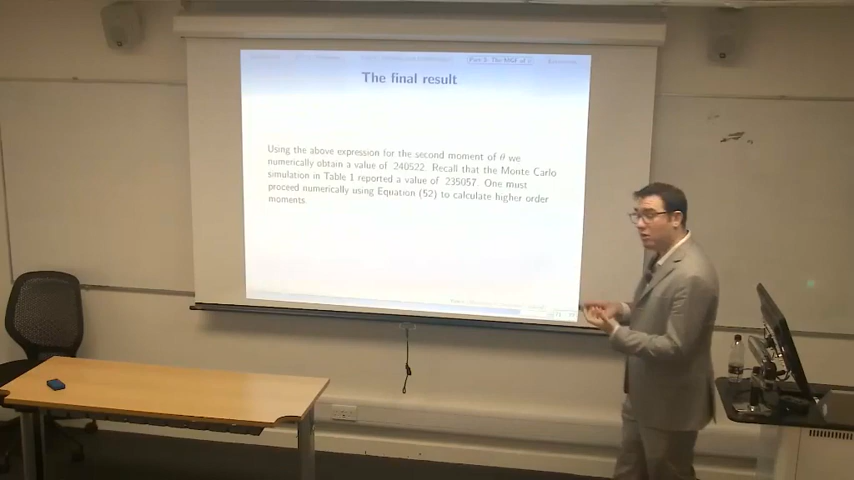 Part 3: The MGF of τ
The final result
Using the above expression for the second moment of θ we
numerically obtain a value of 240522. Recall that the Monte Carlo
simulation in Table 1 reported a value of 235057. One must
proceed numerically using Equation (52) to calculate higher order
moments.